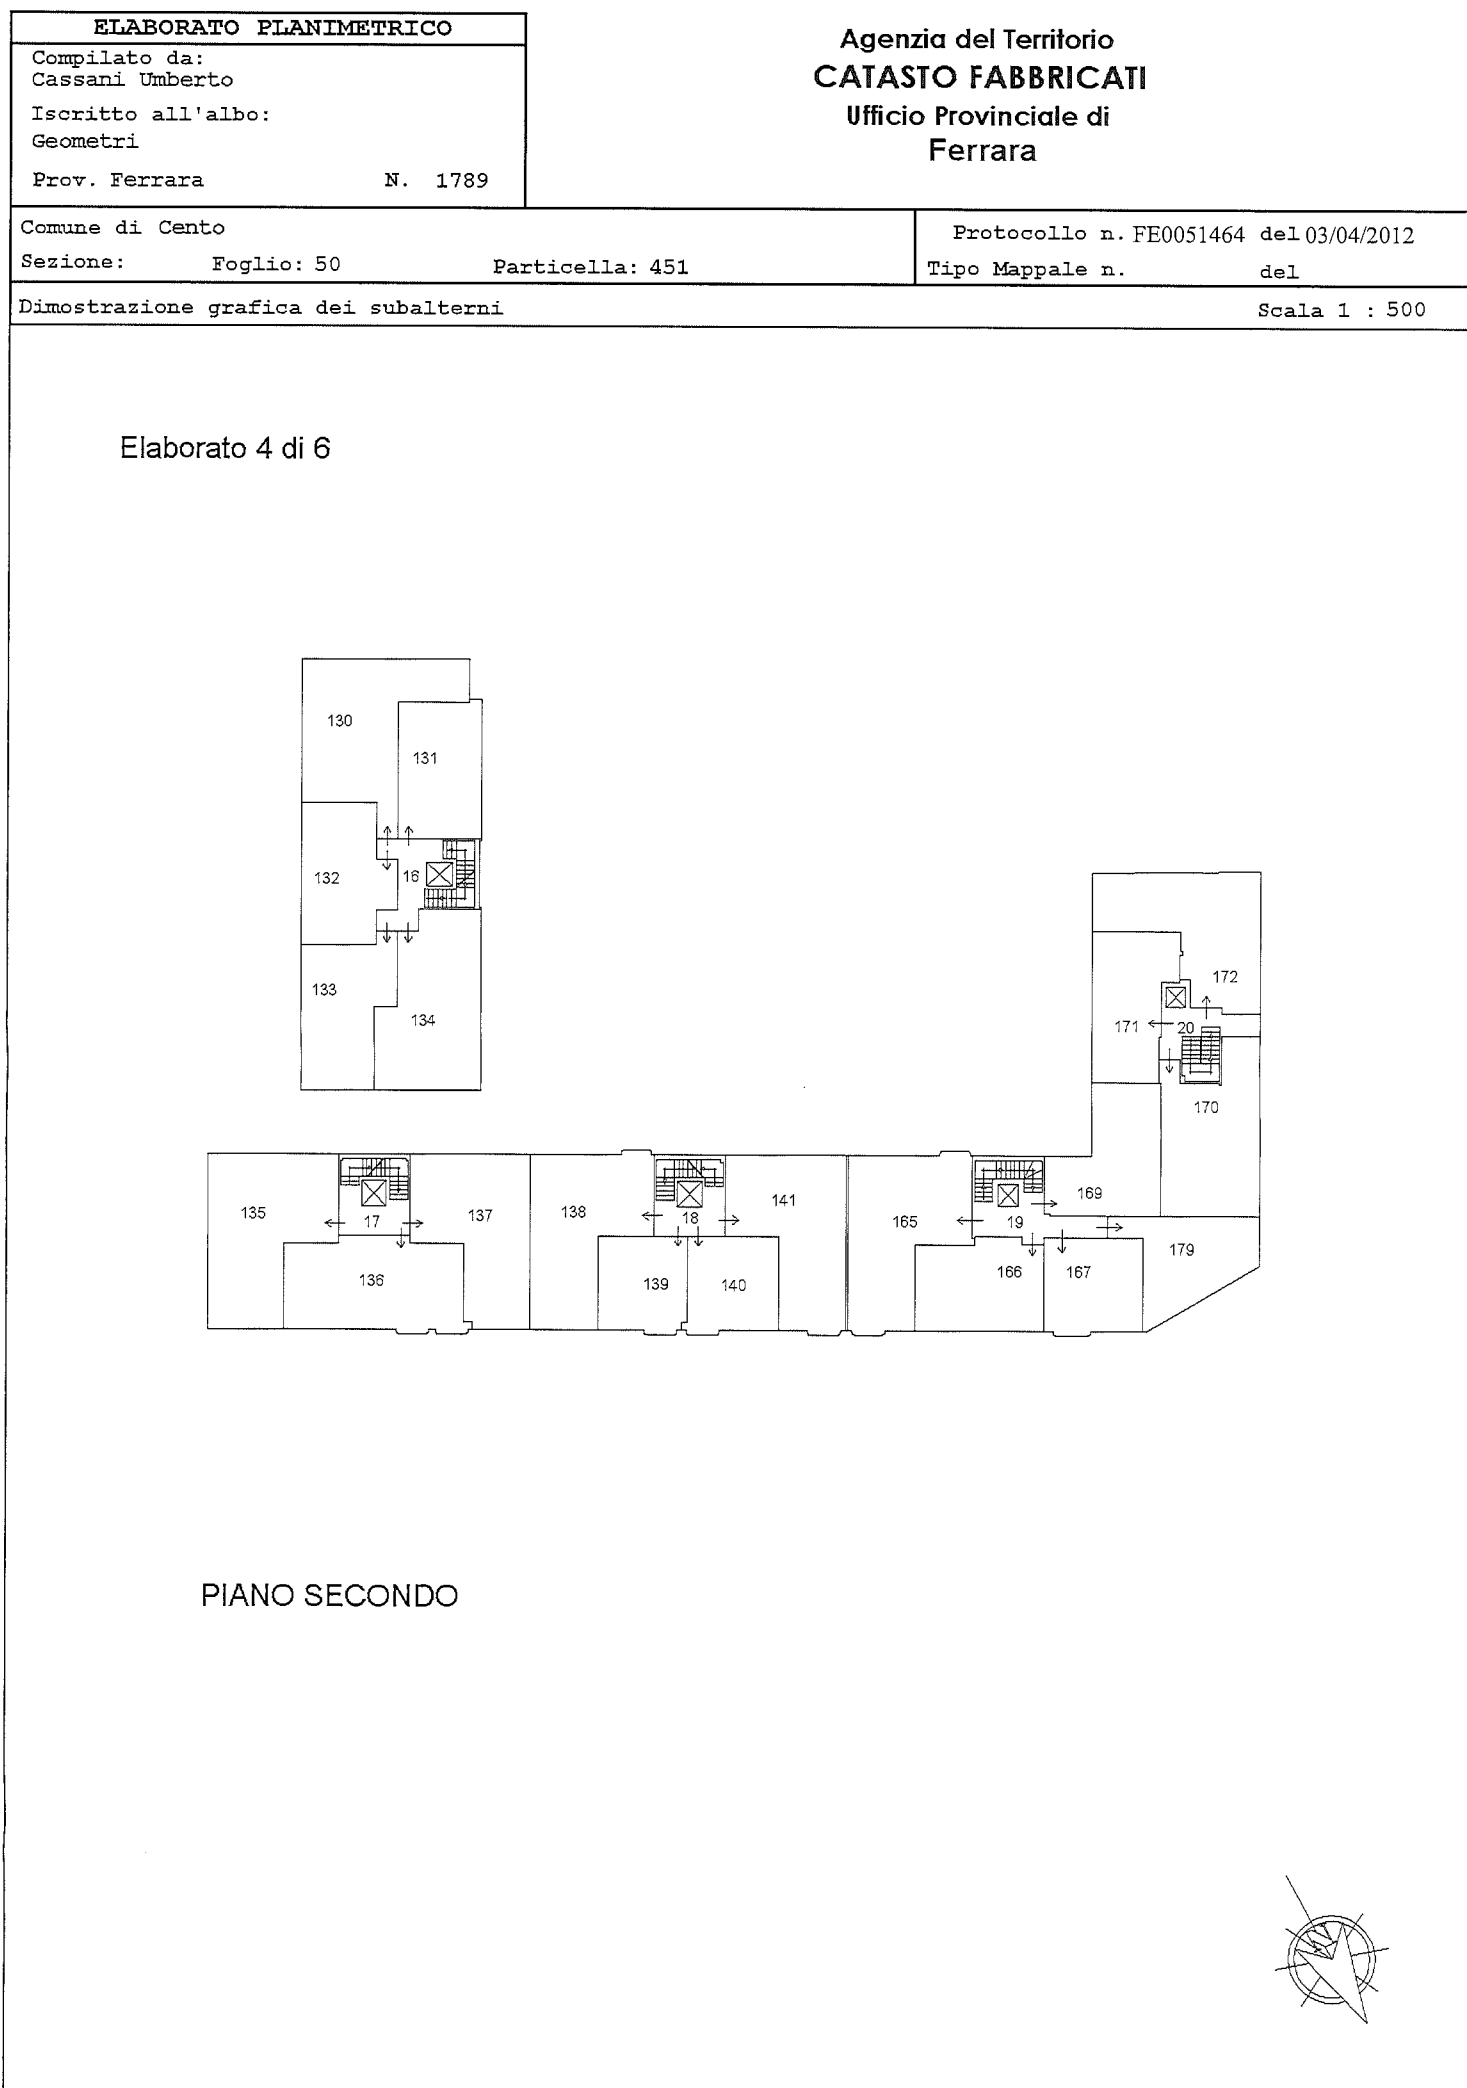 ELABORATO PLANIMETRICO
Compilato da:
Cassani Umberto
Iscritto all'albo:
Geometri
Prov. Ferrara N. 1789
Agenzia del Territorio
CATASTO FABBRICATI
Ufficio Provinciale di
Ferrara
Comune di Cento
Sezione: Foglio: 50 Particella: 451
Protocollo n. FE0051464 del 03/04/2012
Tipo Mappale n. del
Dimostrazione grafica dei subalterni Scala 1 : 500
Elaborato 4 di 6
130
131
132
16
133
134
172
171
20
170
135
17
137
138
18
141
165
19
169
136
139
140
166
167
179
PIANO SECONDO